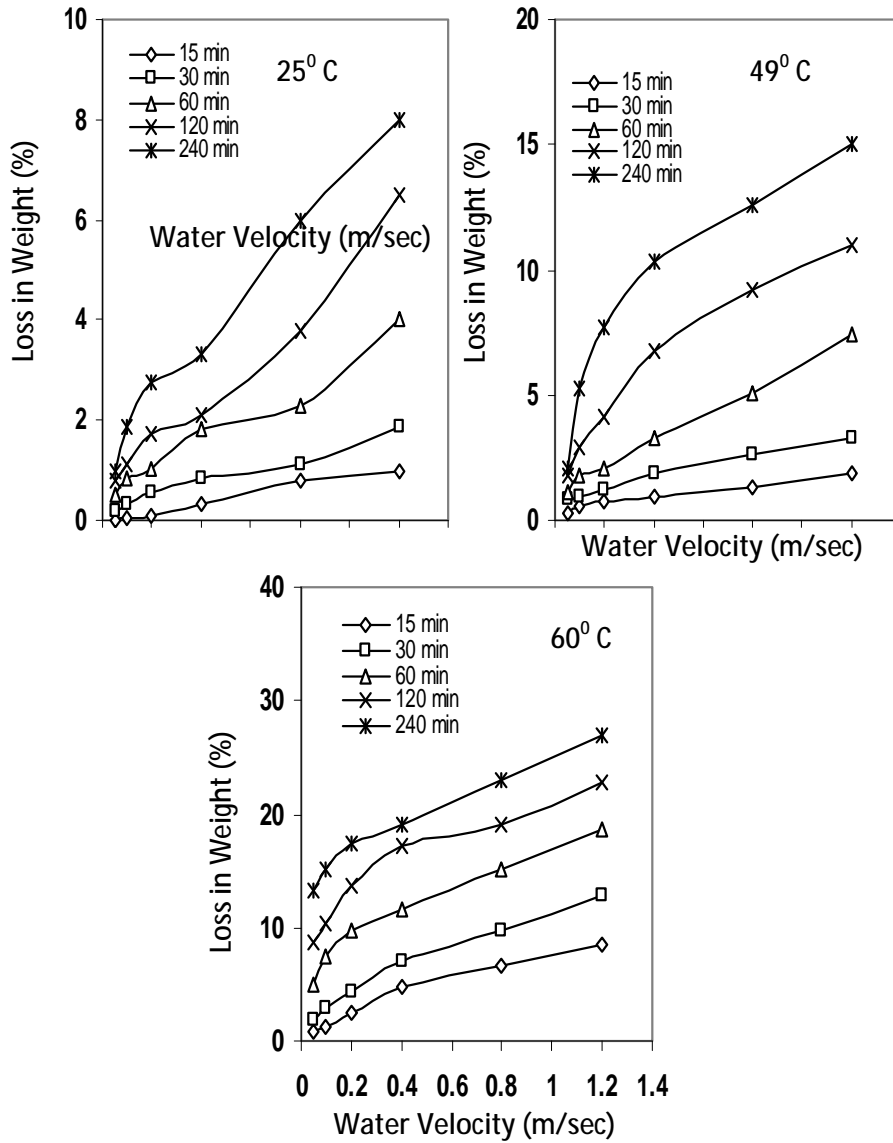 10
8
6
4
2
0
Loss in Weight (%)
15 min
30 min
60 min
120 min
240 min
25⁰ C
Water Velocity (m/sec)
20
15
10
5
0
Loss in Weight (%)
15 min
30 min
60 min
120 min
240 min
49⁰ C
Water Velocity (m/sec)
40
30
20
10
0
Loss in Weight (%)
15 min
30 min
60 min
120 min
240 min
60⁰ C
0 0.2 0.4 0.6 0.8 1 1.2 1.4
Water Velocity (m/sec)